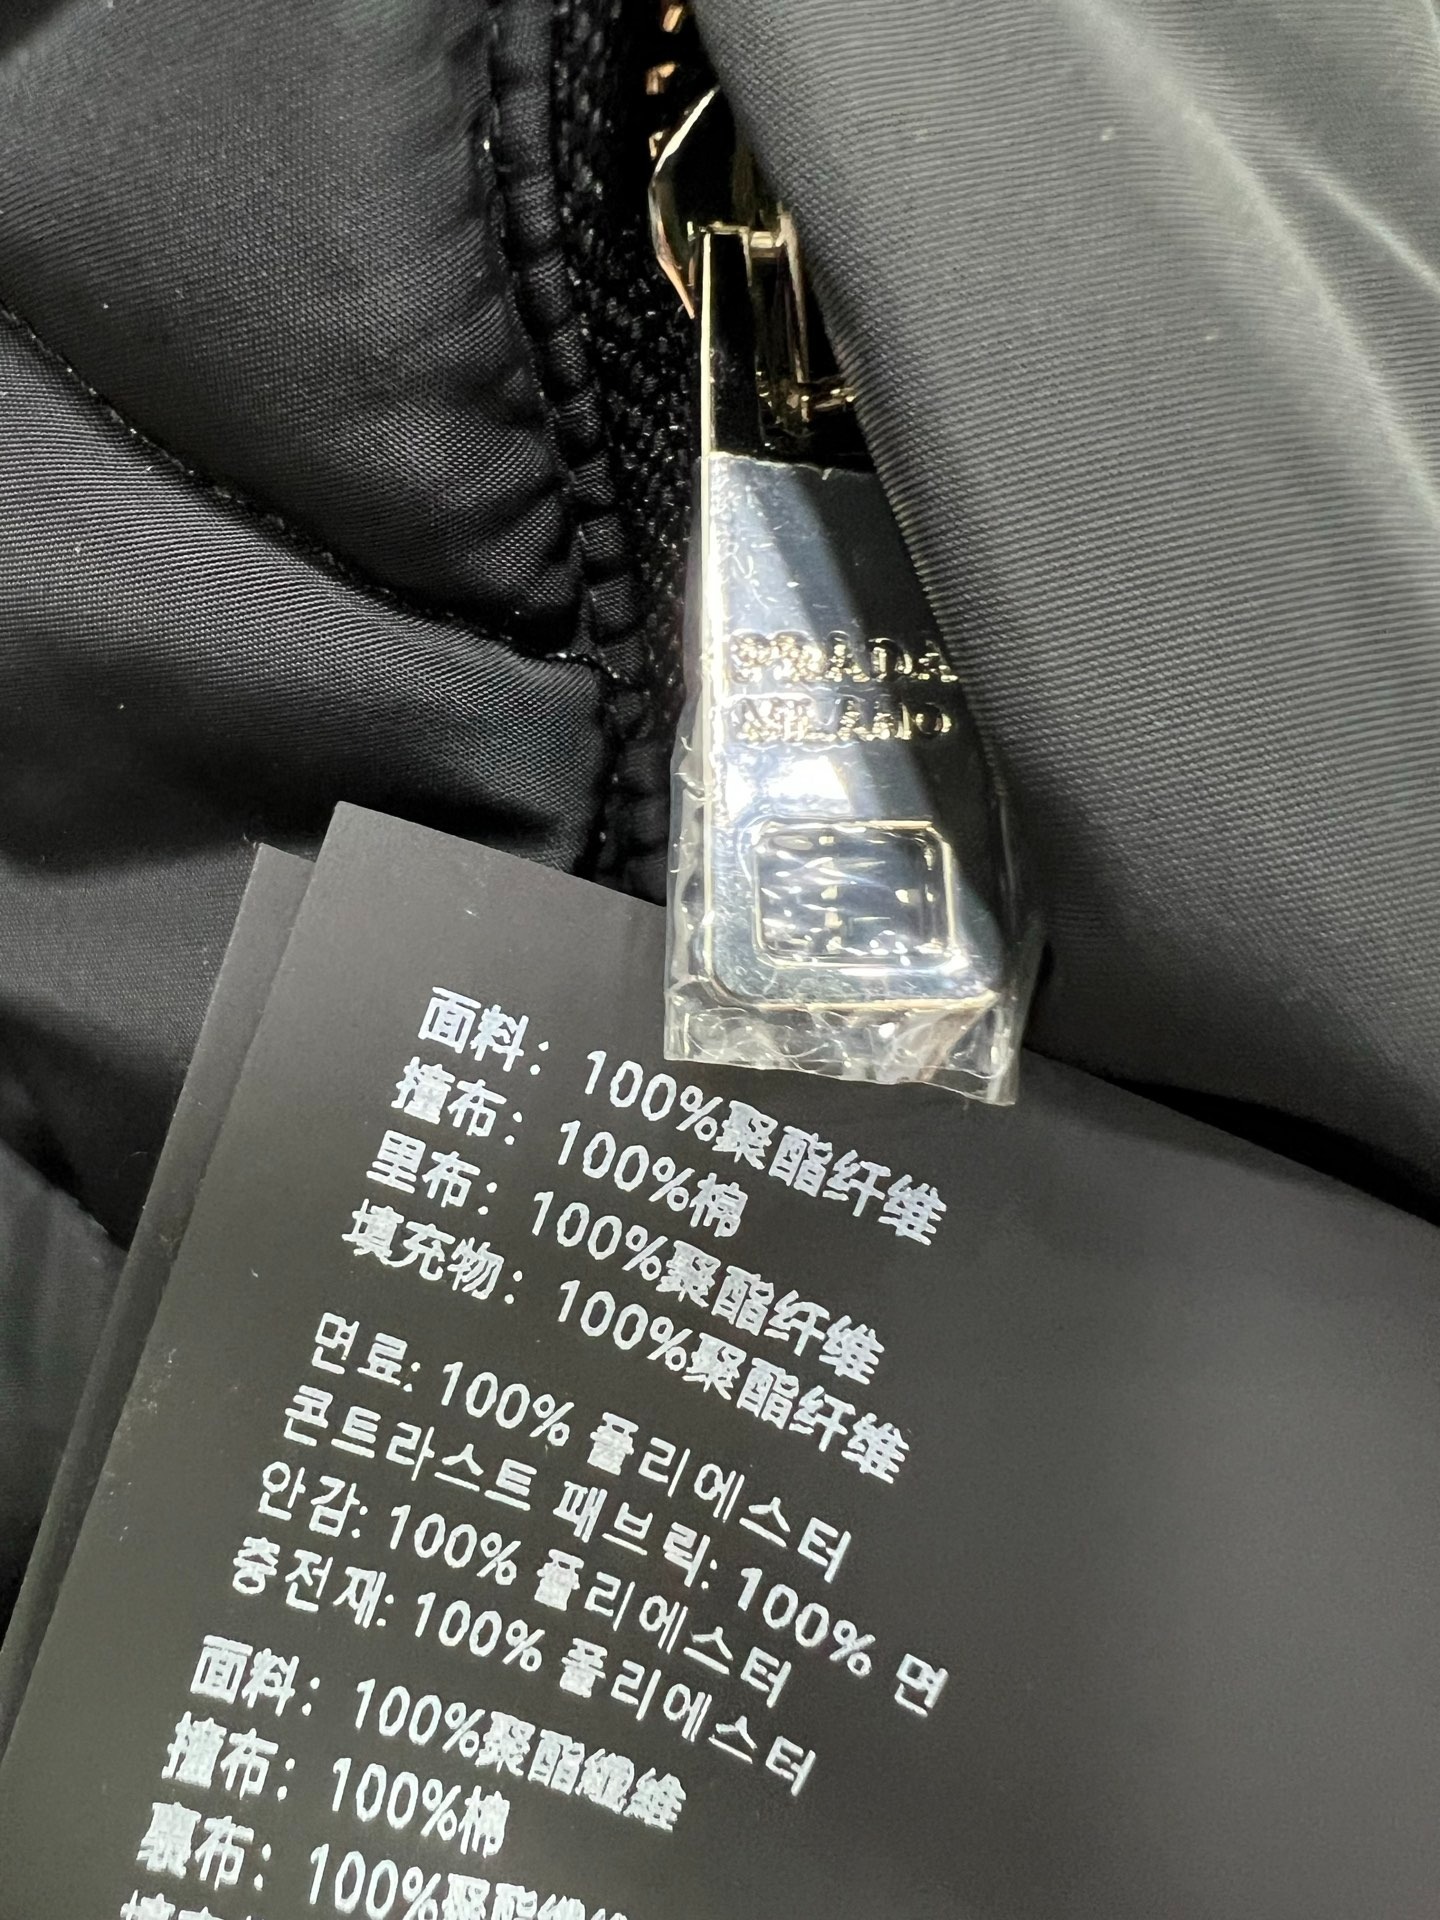 PRADA
MILANO
面料：100%聚酯纤维
撞布：100%棉
里布：100%聚酯纤维
填充物：100%聚酯纤维
면료: 100% 폴리에스터
콘트라스트 패브릭: 100% 면
안감: 100% 폴리에스터
충전재: 100% 폴리에스터
面料：100%聚酯纖維
撞布：100%棉
裏布：100%聚酯纖維